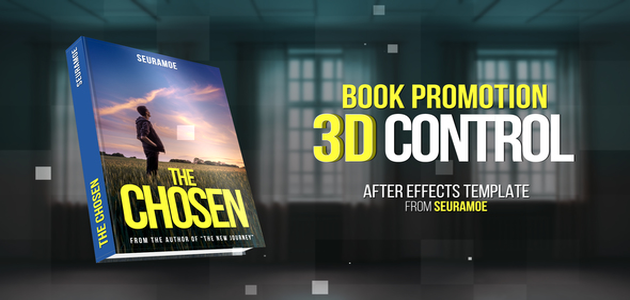 SEURAMOE
THE CHOSEN
SEURAMOE
THE
CHOSEN
FROM THE AUTHOR OF "THE NEW JOURNEY"
BOOK PROMOTION
3D CONTROL
AFTER EFFECTS TEMPLATE
FROM SEURAMOE